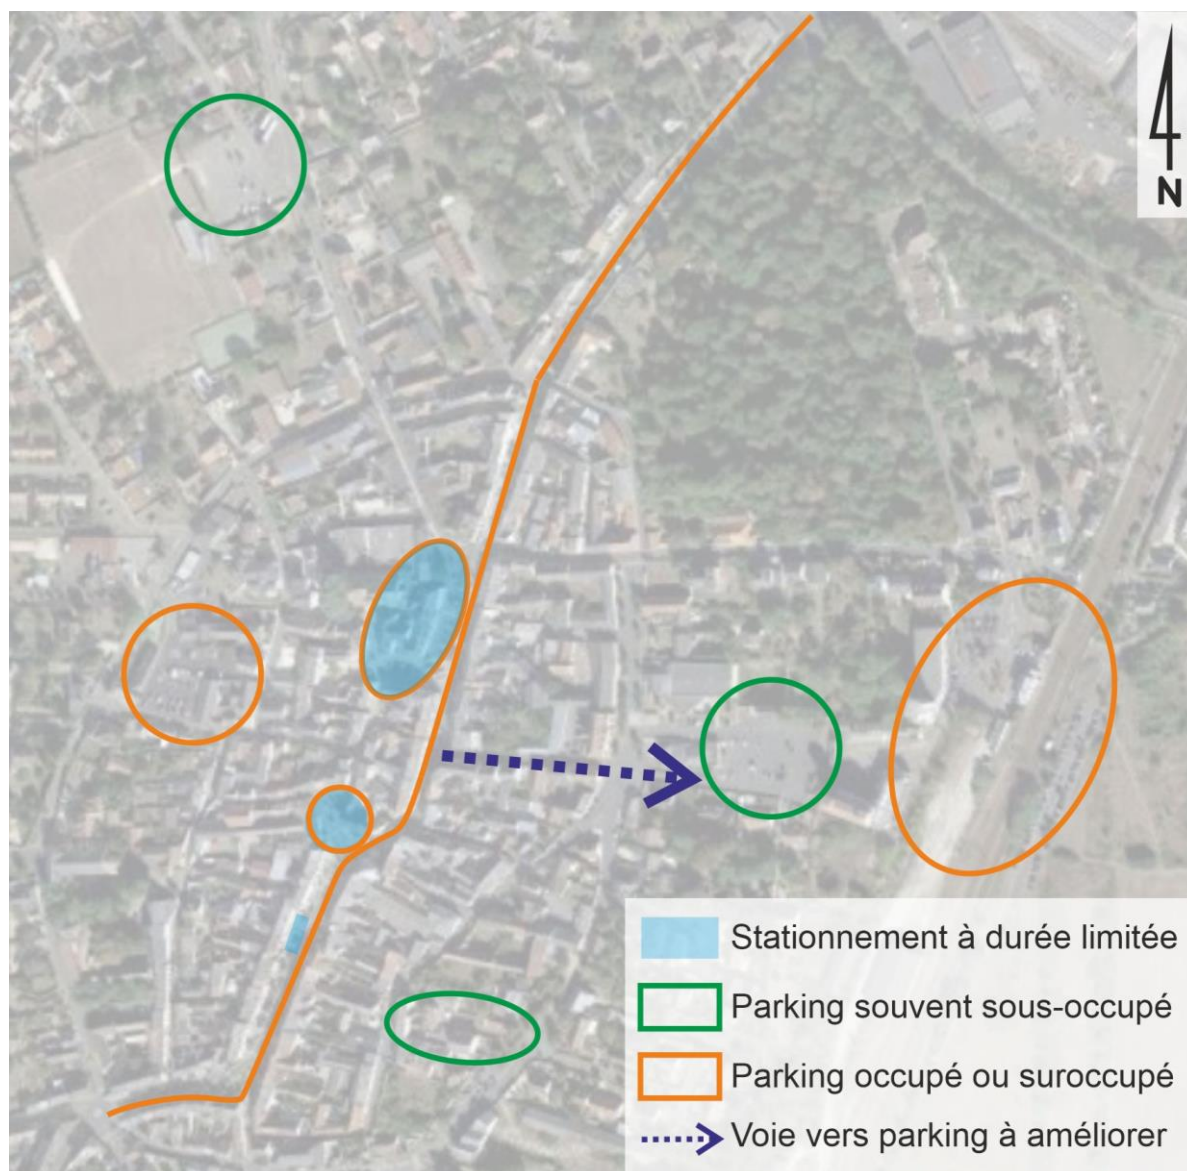 N
Stationnement à durée limitée
Parking souvent sous-occupé
Parking occupé ou suroccupé
Voie vers parking à améliorer